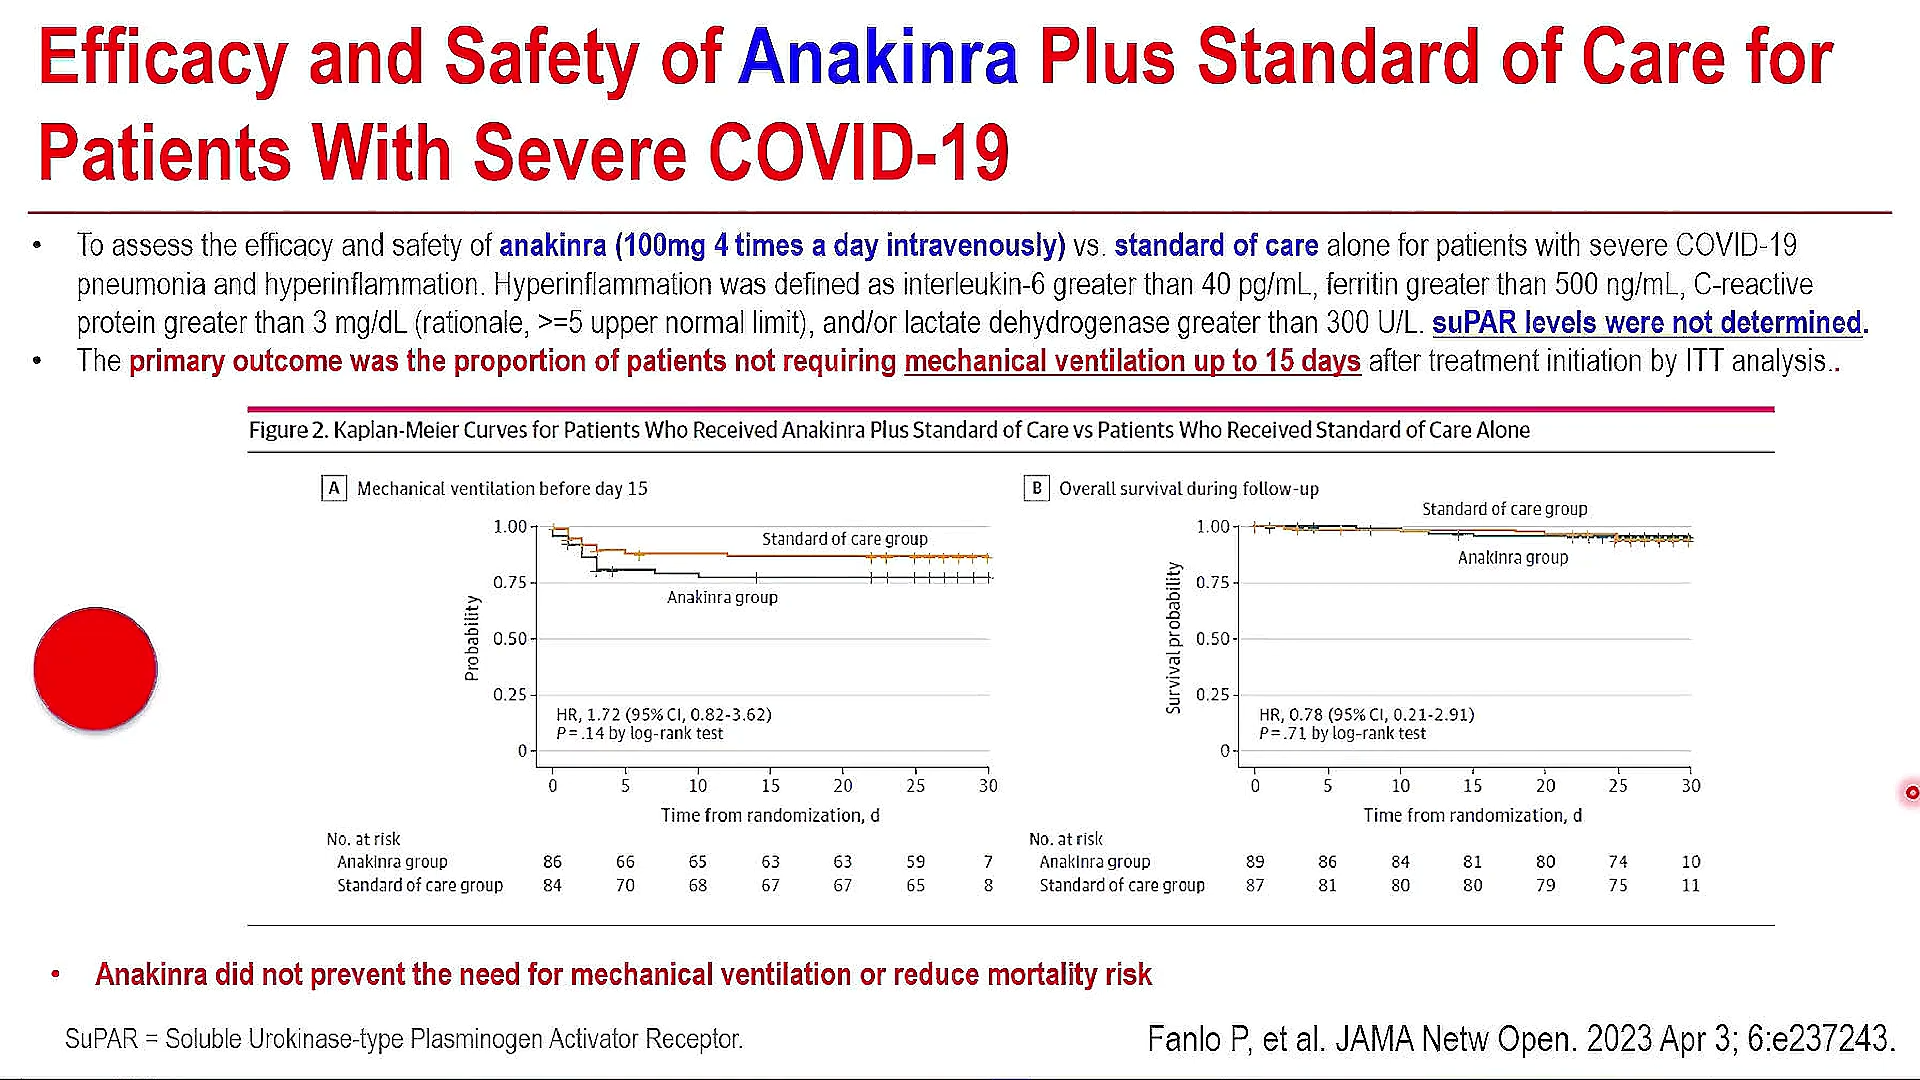 Efficacy and Safety of Anakinra Plus Standard of Care for
Patients With Severe COVID-19
• To assess the efficacy and safety of anakinra (100mg 4 times a day intravenously) vs. standard of care alone for patients with severe COVID-19
pneumonia and hyperinflammation. Hyperinflammation was defined as interleukin-6 greater than 40 pg/mL, ferritin greater than 500 ng/mL, C-reactive
protein greater than 3 mg/dL (rationale, >=5 upper normal limit), and/or lactate dehydrogenase greater than 300 U/L. suPAR levels were not determined.
• The primary outcome was the proportion of patients not requiring mechanical ventilation up to 15 days after treatment initiation by ITT analysis..
Figure 2. Kaplan-Meier Curves for Patients Who Received Anakinra Plus Standard of Care vs Patients Who Received Standard of Care Alone
A Mechanical ventilation before day 15
1.00
0.75
0.50
0.25
0
Probability
Standard of care group
Anakinra group
HR, 1.72 (95% CI, 0.82-3.62)
P = .14 by log-rank test
0 5 10 15 20 25 30
Time from randomization, d
No. at risk
Anakinra group 86 66 65 63 63 59 7
Standard of care group 84 70 68 67 67 65 8
B Overall survival during follow-up
1.00
0.75
0.50
0.25
0
Survival probability
Standard of care group
Anakinra group
HR, 0.78 (95% CI, 0.21-2.91)
P = .71 by log-rank test
0 5 10 15 20 25 30
Time from randomization, d
No. at risk
Anakinra group 89 86 84 81 80 74 10
Standard of care group 87 81 80 80 79 75 11
• Anakinra did not prevent the need for mechanical ventilation or reduce mortality risk
SuPAR = Soluble Urokinase-type Plasminogen Activator Receptor.
Fanlo P, et al. JAMA Netw Open. 2023 Apr 3; 6:e237243.